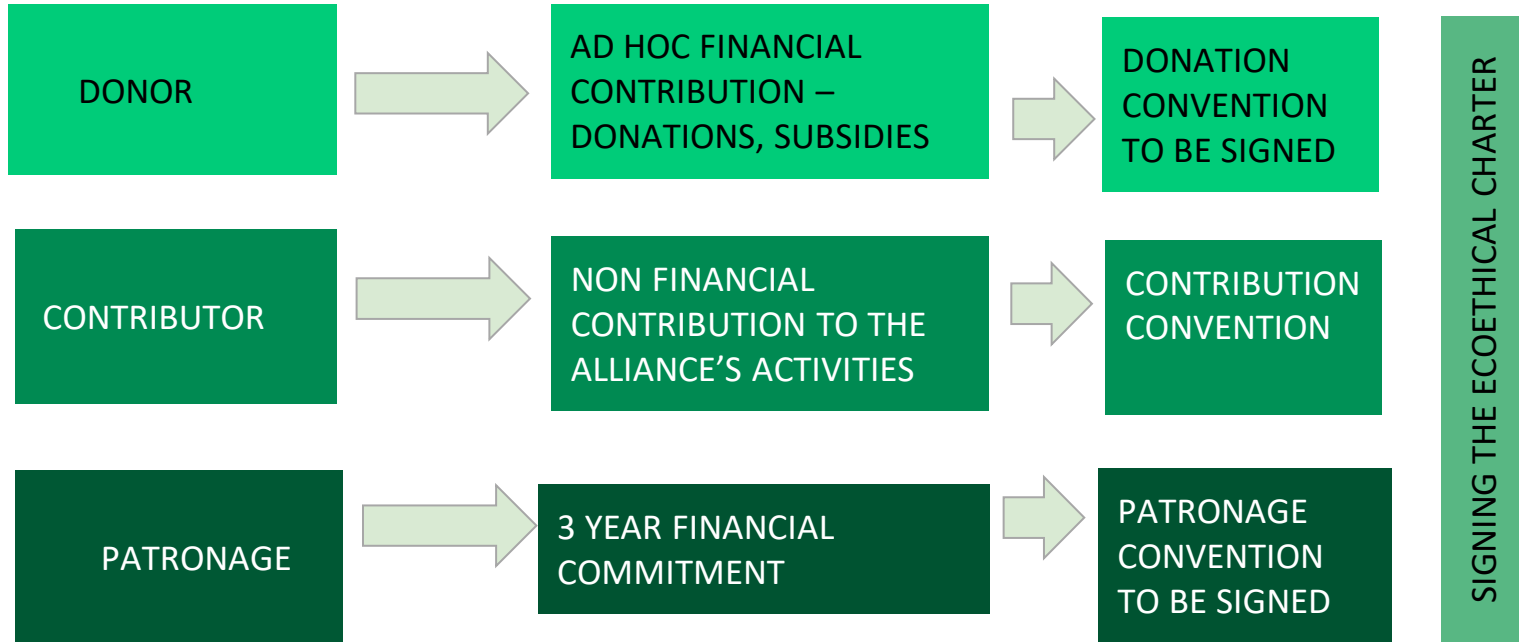 DONOR
AD HOC FINANCIAL
CONTRIBUTION –
DONATIONS, SUBSIDIES
DONATION
CONVENTION
TO BE SIGNED
CONTRIBUTOR
NON FINANCIAL
CONTRIBUTION TO THE
ALLIANCE’S ACTIVITIES
CONTRIBUTION
CONVENTION
PATRONAGE
3 YEAR FINANCIAL
COMMITMENT
PATRONAGE
CONVENTION
TO BE SIGNED
SIGNING THE ECOETHICAL CHARTER